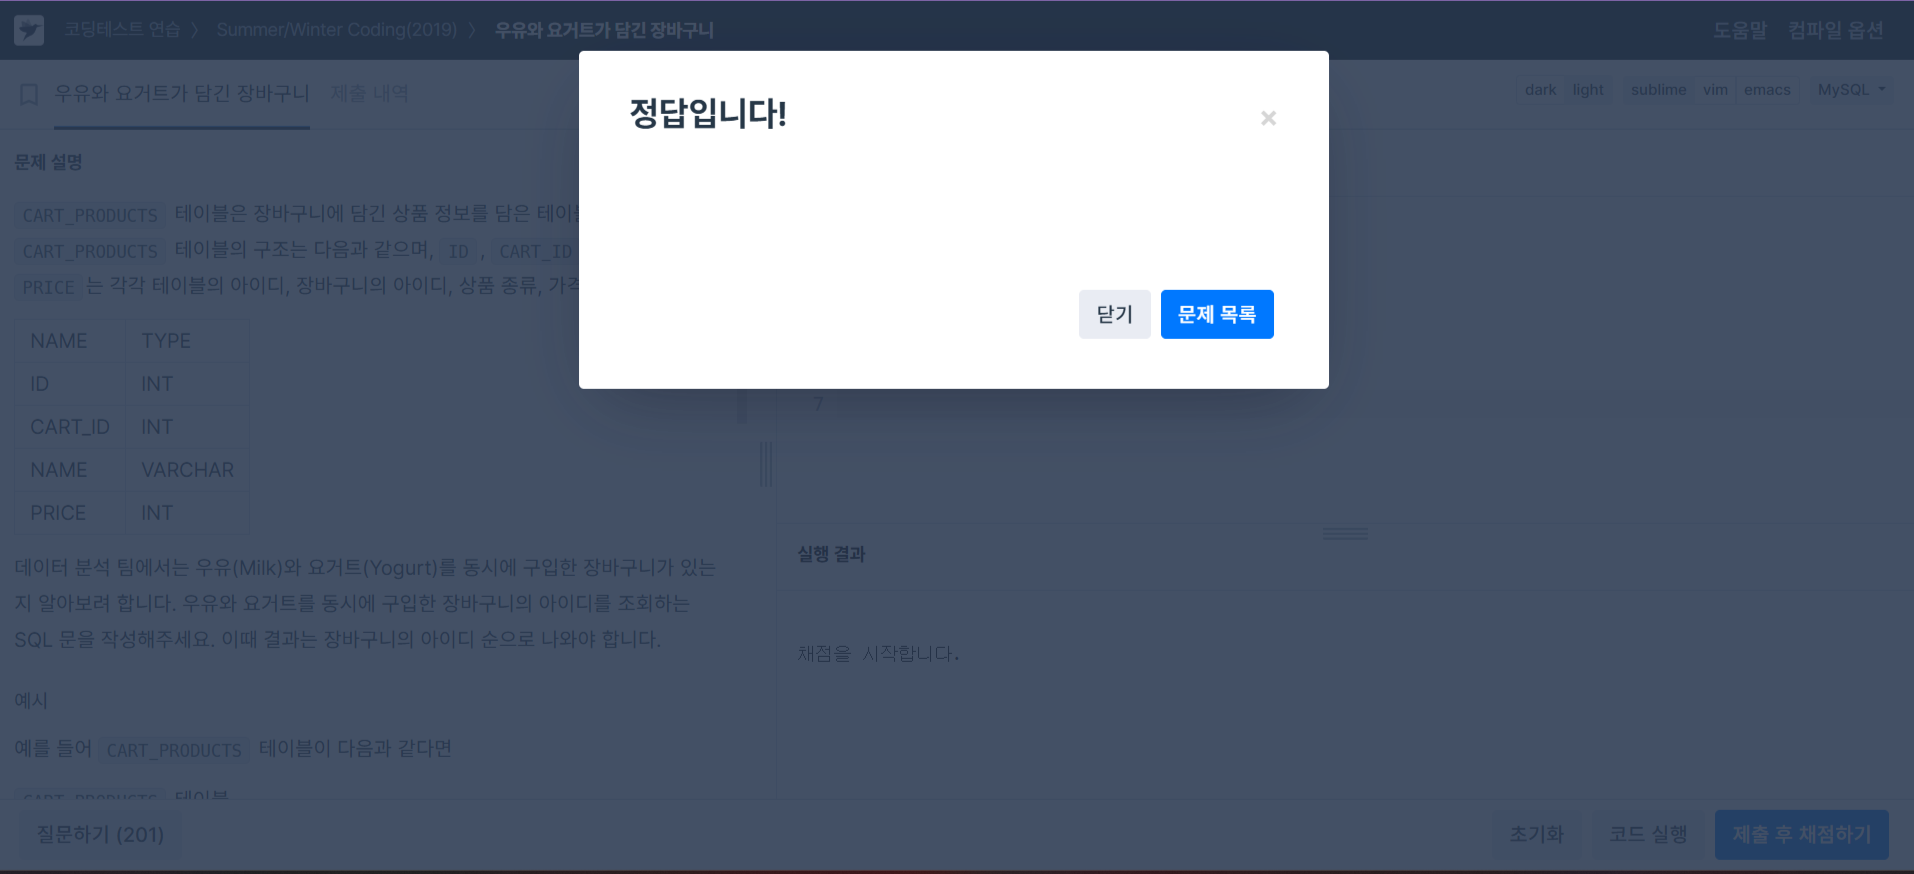 코딩테스트 연습 〉 Summer/Winter Coding(2019) 〉 우유와 요거트가 담긴 장바구니
도움말 컴파일 옵션
우유와 요거트가 담긴 장바구니 제출 내역
dark light sublime vim emacs MySQL
정답입니다!
×
닫기 문제 목록
문제 설명
CART_PRODUCTS 테이블은 장바구니에 담긴 상품 정보를 담은
CART_PRODUCTS 테이블의 구조는 다음과 같으며, ID , CART_ID
PRICE 는 각각 테이블의 아이디, 장바구니의 아이디, 상품 종류,
NAME TYPE
ID INT
CART_ID INT
NAME VARCHAR
PRICE INT
데이터 분석 팀에서는 우유(Milk)와 요거트(Yogurt)를 동시에 구입한 장바구니가 있는
지 알아보려 합니다. 우유와 요거트를 동시에 구입한 장바구니의 아이디를 조회하는
SQL 문을 작성해주세요. 이때 결과는 장바구니의 아이디 순으로 나와야 합니다.
예시
예를 들어 CART_PRODUCTS 테이블이 다음과 같다면
CART_PRODUCTS 테이블
7
실행 결과
채점을 시작합니다.
질문하기 (201)
초기화 코드 실행 제출 후 채점하기